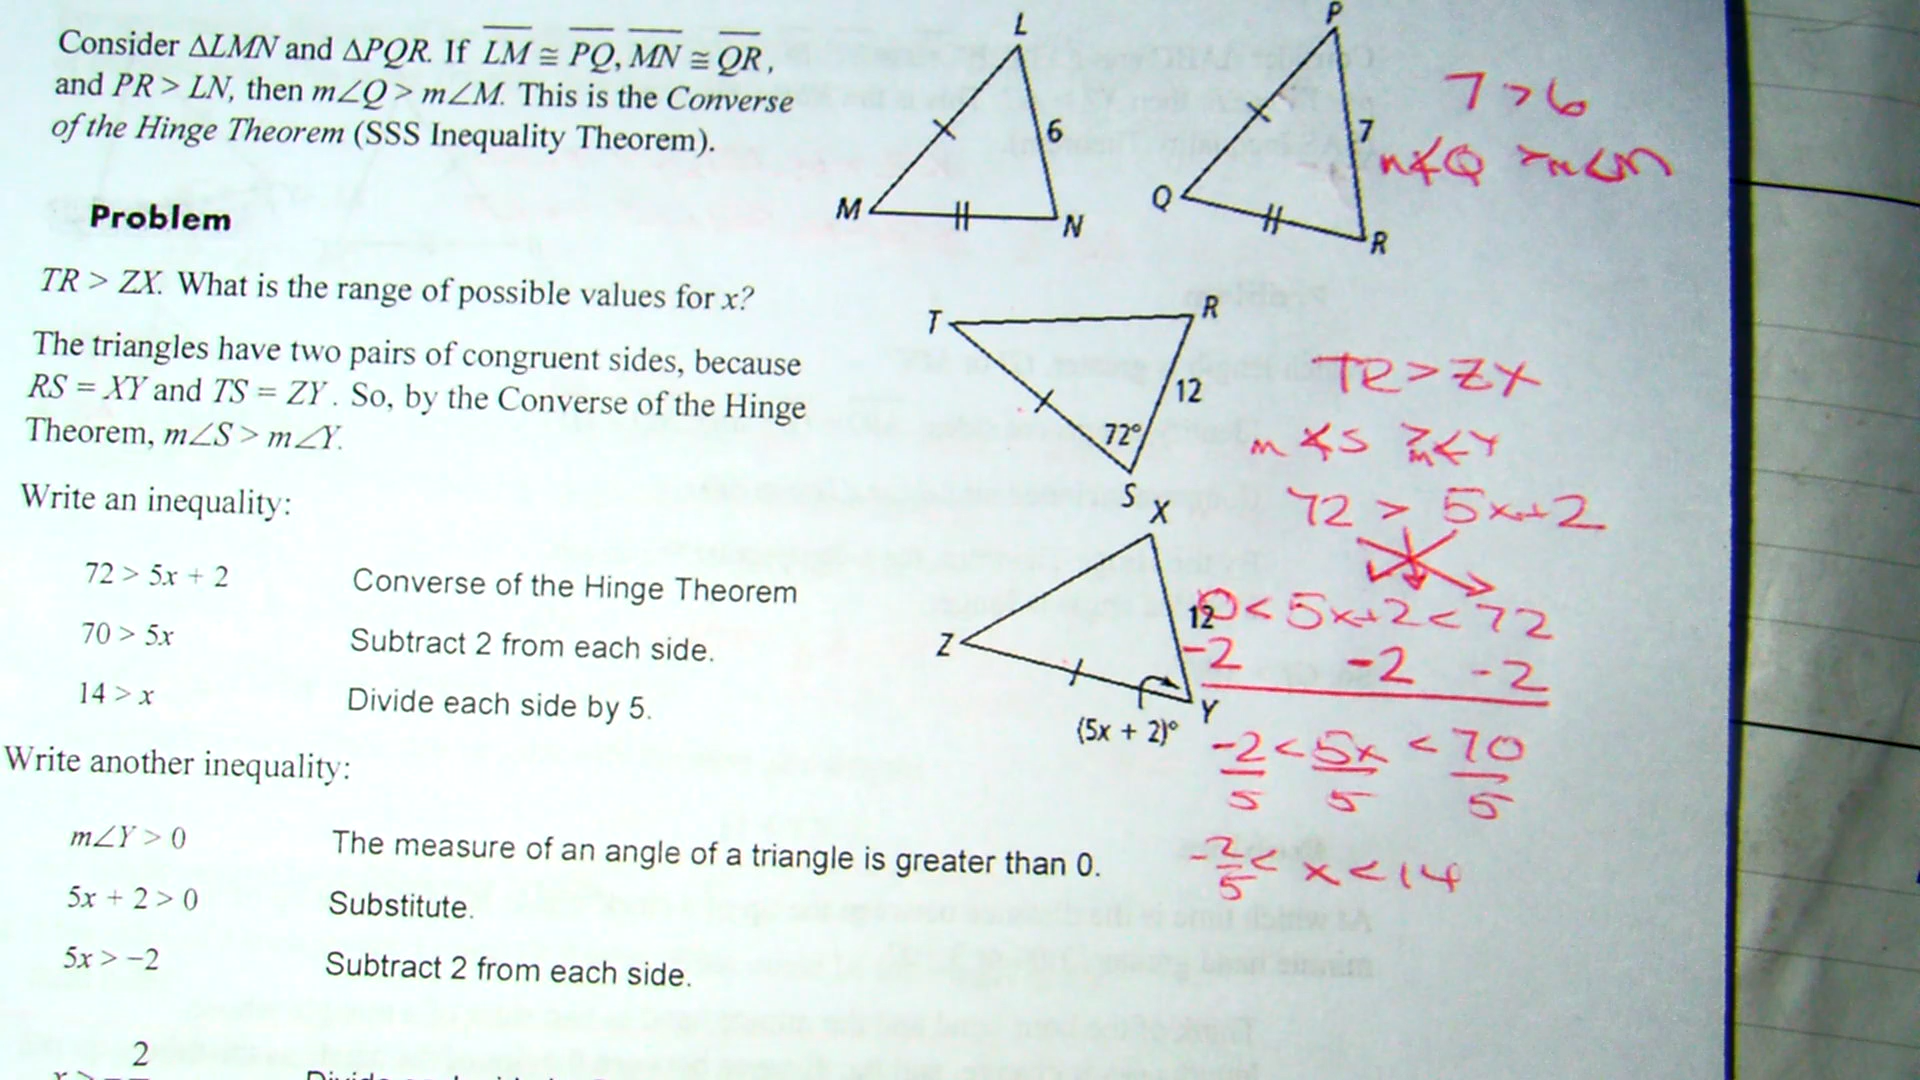 Consider ΔLMN and ΔPQR. If LM ≅ PQ, MN ≅ QR,
and PR > LN, then m∠Q > m∠M. This is the Converse
of the Hinge Theorem (SSS Inequality Theorem).
L
6
M
N
P
7
Q
R
7 > 6
m∠Q > m∠M
Problem
TR > ZX. What is the range of possible values for x?
The triangles have two pairs of congruent sides, because
RS = XY and TS = ZY. So, by the Converse of the Hinge
Theorem, m∠S > m∠Y.
T
R
12
72°
S
TR > ZX
m∠S > m∠Y
72 > 5x+2
Write an inequality:
72 > 5x + 2 Converse of the Hinge Theorem
70 > 5x Subtract 2 from each side.
14 > x Divide each side by 5.
X
12
Z
Y
(5x + 2)°
0 < 5x+2 < 72
-2 -2 -2
-2 < 5x < 70
5 5 5
-2/5 < x < 14
Write another inequality:
m∠Y > 0 The measure of an angle of a triangle is greater than 0.
5x + 2 > 0 Substitute.
5x > −2 Subtract 2 from each side.
2